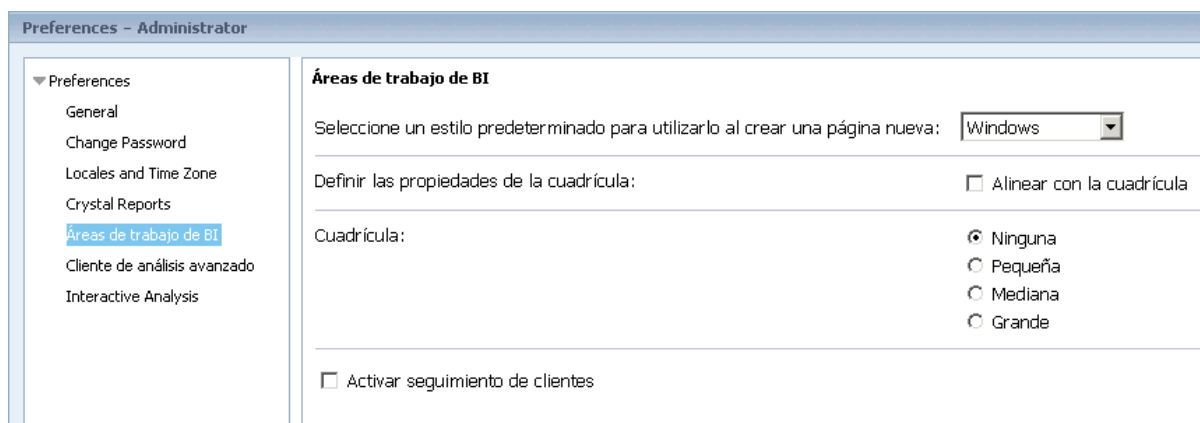 Preferences – Administrator
Preferences
General
Change Password
Locales and Time Zone
Crystal Reports
Áreas de trabajo de BI
Cliente de análisis avanzado
Interactive Analysis
Áreas de trabajo de BI
Seleccione un estilo predeterminado para utilizarlo al crear una página nueva: Windows
Definir las propiedades de la cuadrícula: Alinear con la cuadrícula
Cuadrícula: Ninguna
Pequeña
Mediana
Grande
Activar seguimiento de clientes